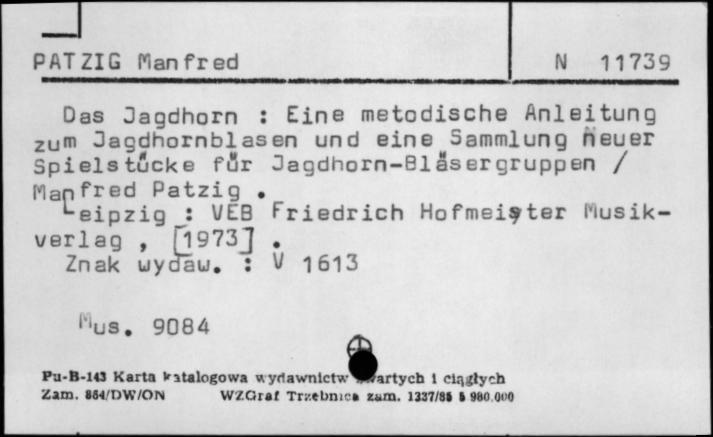 PATZIG Manfred N 11739
Das Jagdhorn : Eine metodische Anleitung
zum Jagdhornblasen und eine Sammlung neuer
Spielstücke für Jagdhorn-Bläsergruppen /
Manfred Patzig .
Leipzig : VEB Friedrich Hofmeister Musik-
verlag , [1973] .
Znak wydaw. : V 1613
Mus. 9084
Pu-B-143 Karta katalogowa wydawnictw zwartych i ciągłych
Zam. 864/DW/ON WZGraf Trzebnica zam. 1337/85 5 980.000